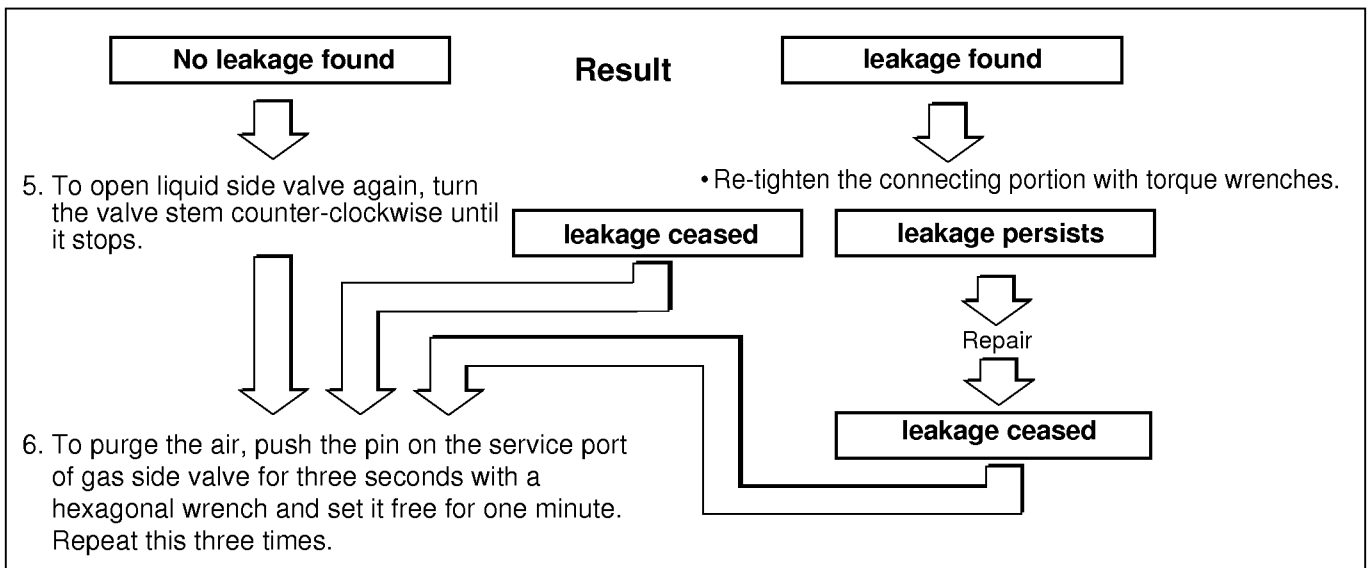 No leakage found
Result
leakage found
5. To open liquid side valve again, turn
the valve stem counter-clockwise until
it stops.
• Re-tighten the connecting portion with torque wrenches.
leakage ceased
leakage persists
Repair
leakage ceased
6. To purge the air, push the pin on the service port
of gas side valve for three seconds with a
hexagonal wrench and set it free for one minute.
Repeat this three times.